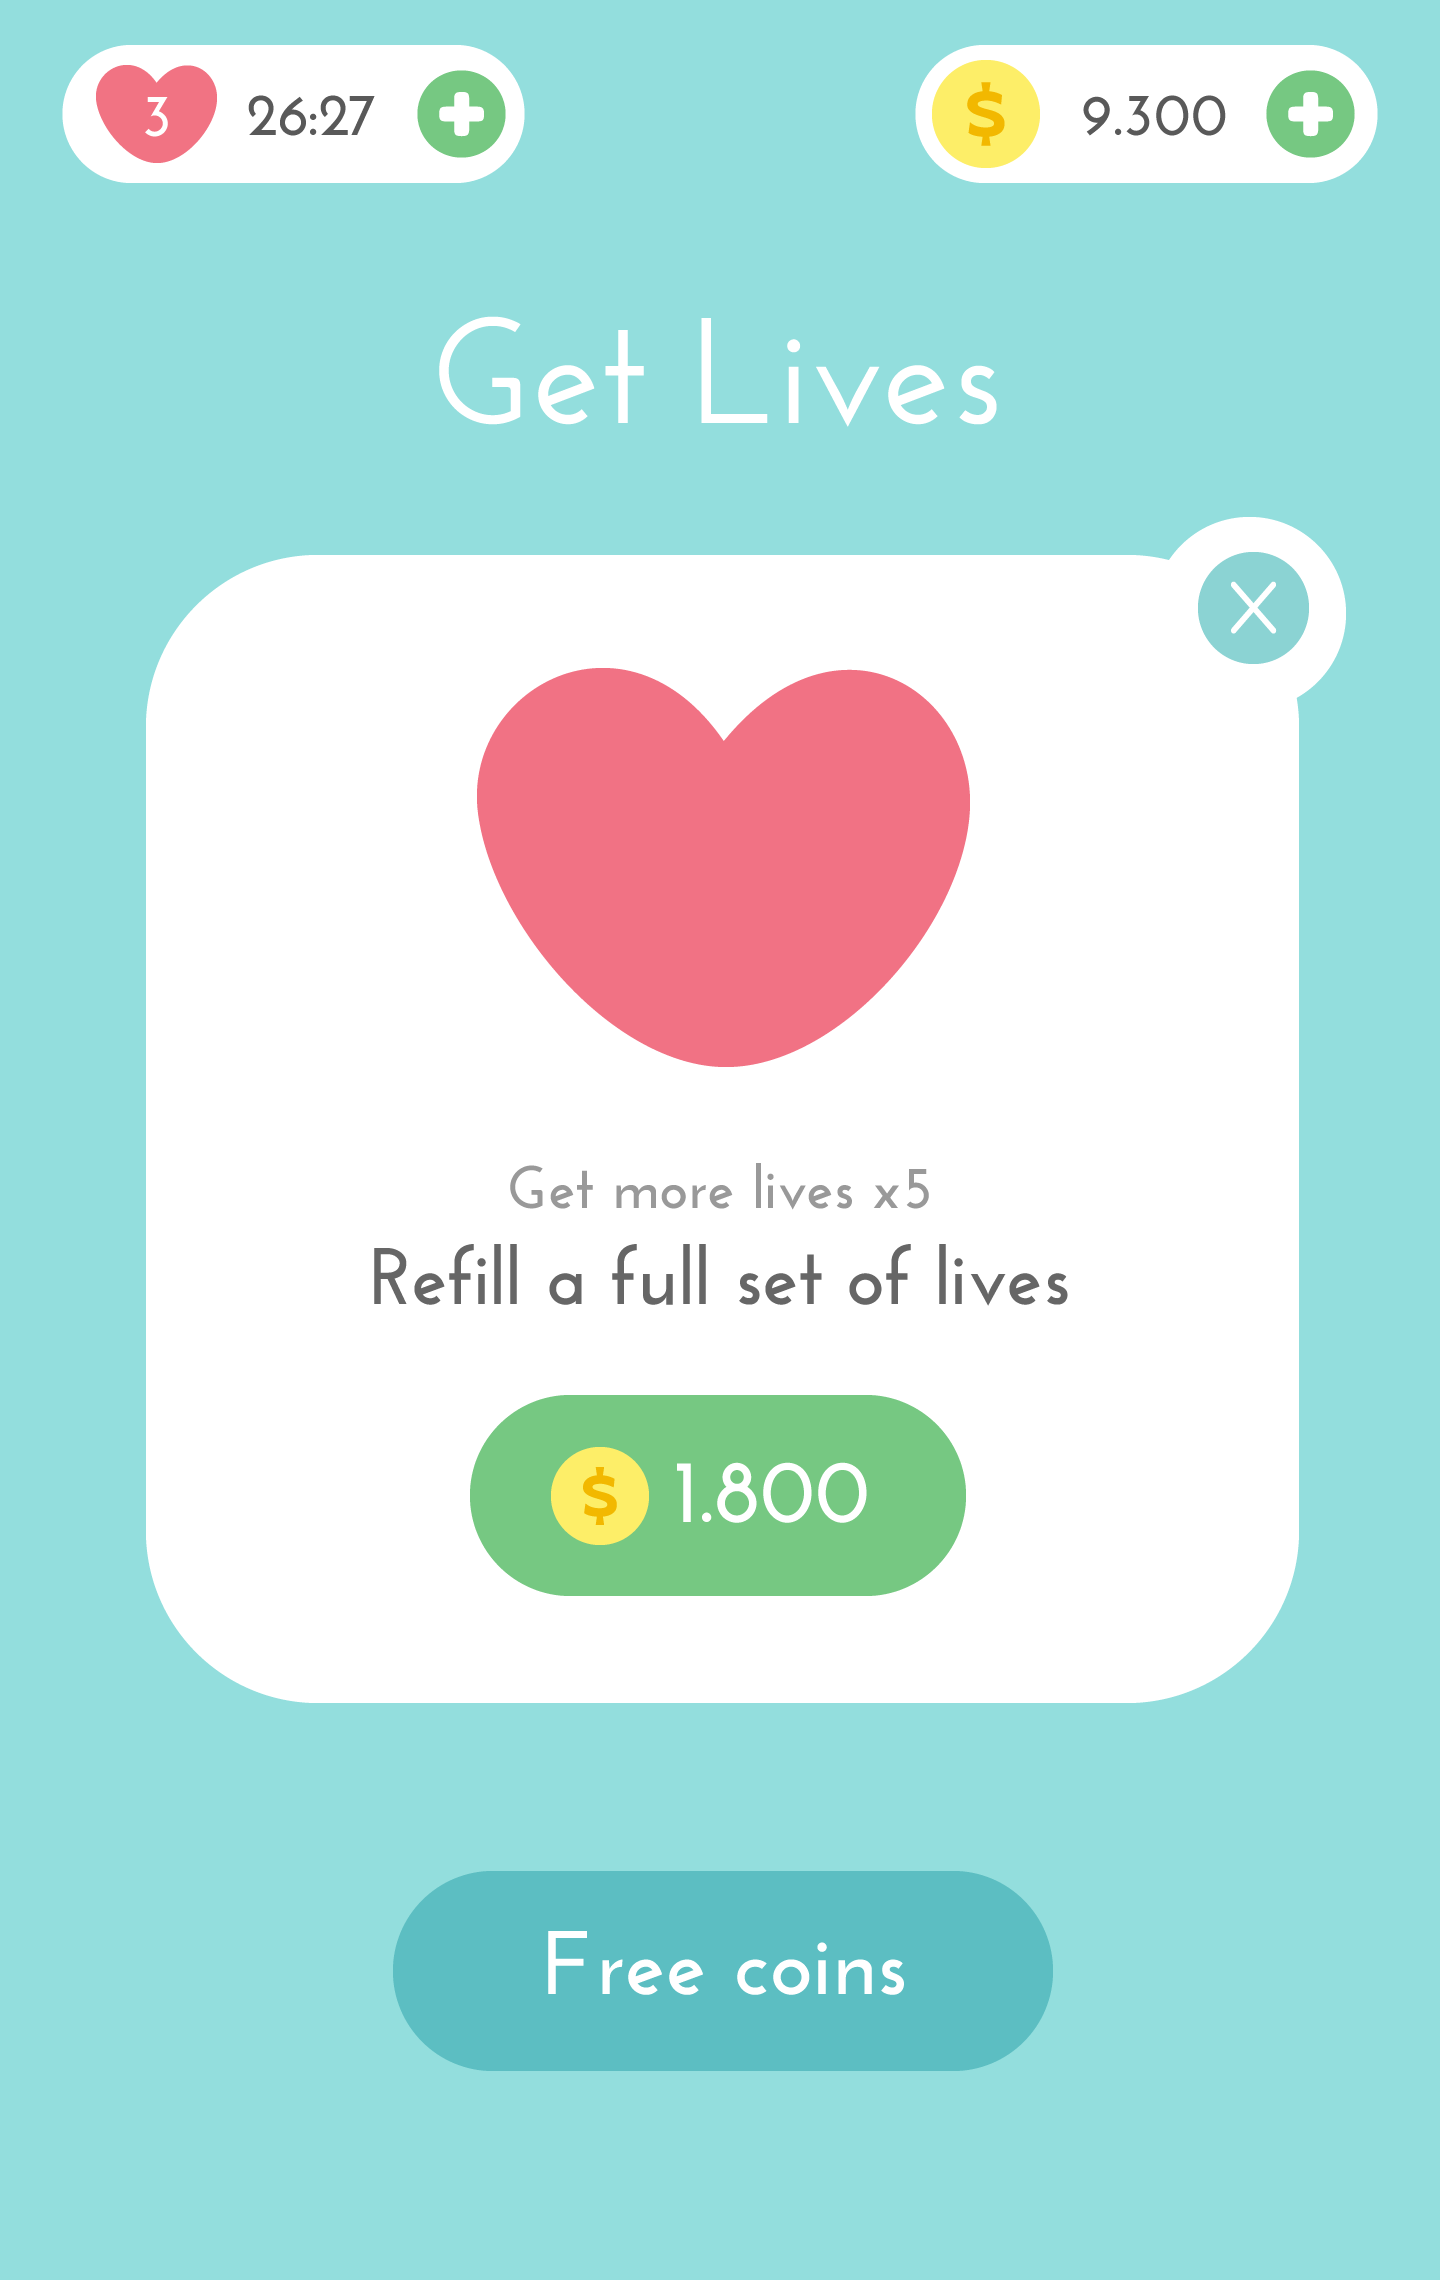 3 26:27
$ 9.300
Get Lives
X
Get more lives x5
Refill a full set of lives
$ 1.800
Free coins